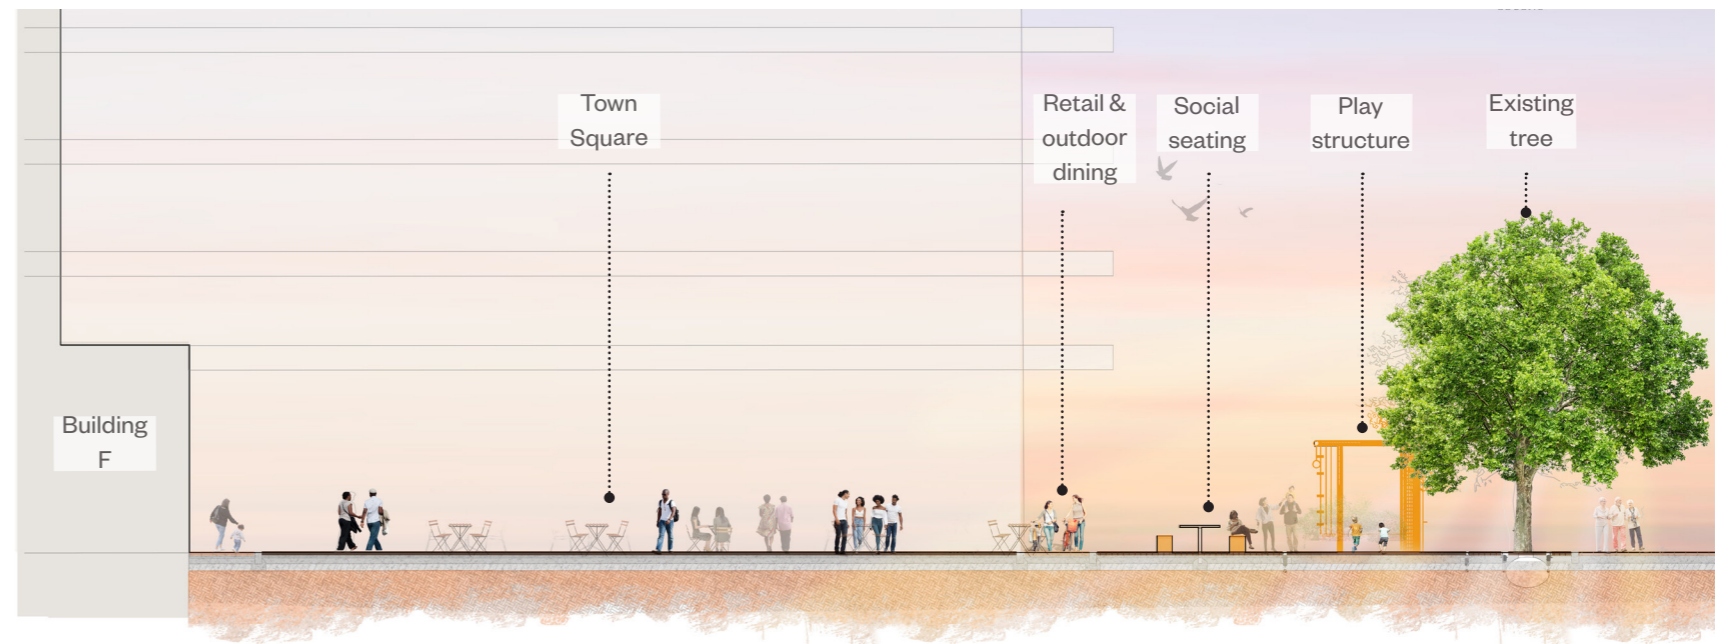 Town
Square
Retail &
outdoor
dining
Social
seating
Play
structure
Existing
tree
Building
F